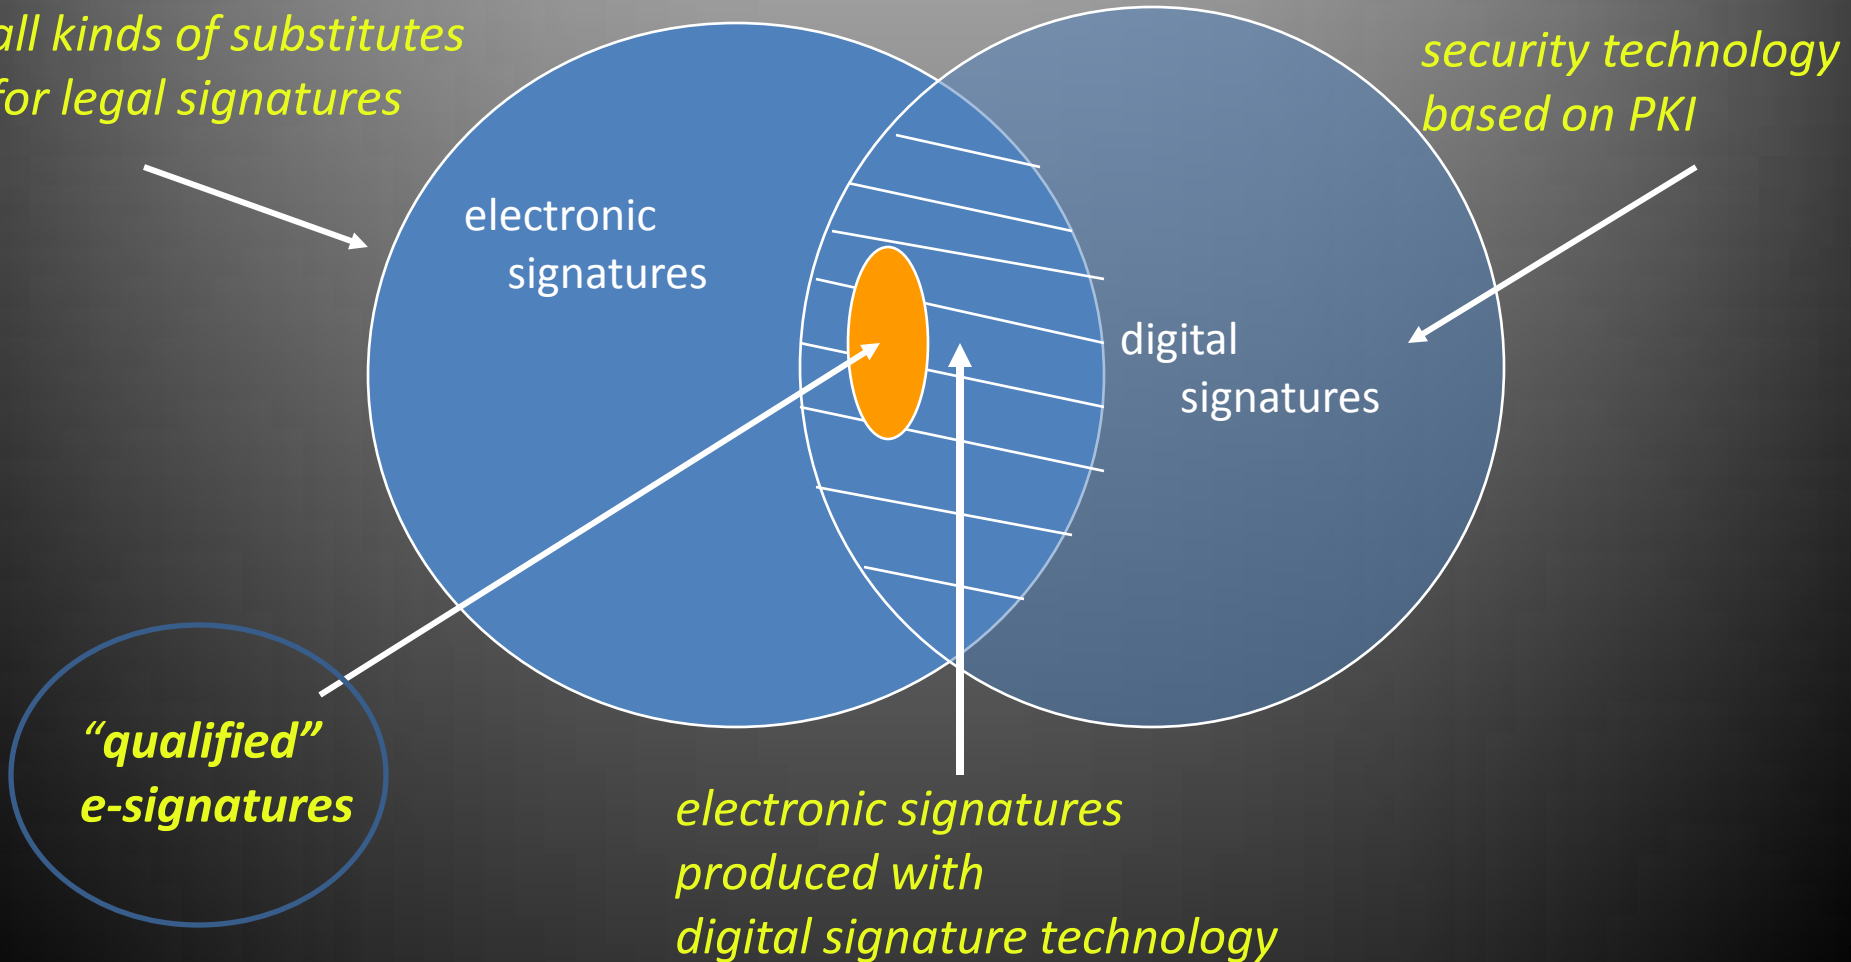 all kinds of substitutes
for legal signatures
security technology
based on PKI
electronic
signatures
digital
signatures
“qualified”
e-signatures
electronic signatures
produced with
digital signature technology